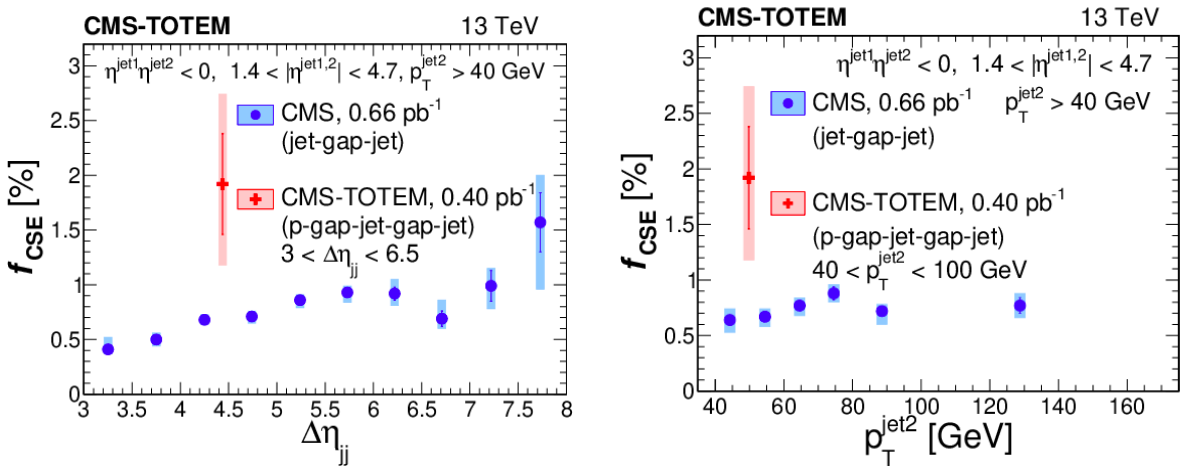 CMS-TOTEM 13 TeV
η^jet1 η^jet2 < 0, 1.4 < |η^jet1,2| < 4.7, p_T^jet2 > 40 GeV
CMS, 0.66 pb⁻¹
(jet-gap-jet)
CMS-TOTEM, 0.40 pb⁻¹
(p-gap-jet-gap-jet)
3 < Δη_jj < 6.5
f_CSE [%]
3
2.5
2
1.5
1
0.5
0
3 3.5 4 4.5 5 5.5 6 6.5 7 7.5 8
Δη_jj
CMS-TOTEM 13 TeV
η^jet1 η^jet2 < 0, 1.4 < |η^jet1,2| < 4.7
CMS, 0.66 pb⁻¹ p_T^jet2 > 40 GeV
(jet-gap-jet)
CMS-TOTEM, 0.40 pb⁻¹
(p-gap-jet-gap-jet)
40 < p_T^jet2 < 100 GeV
f_CSE [%]
3
2.5
2
1.5
1
0.5
0
40 60 80 100 120 140 160
p_T^jet2 [GeV]